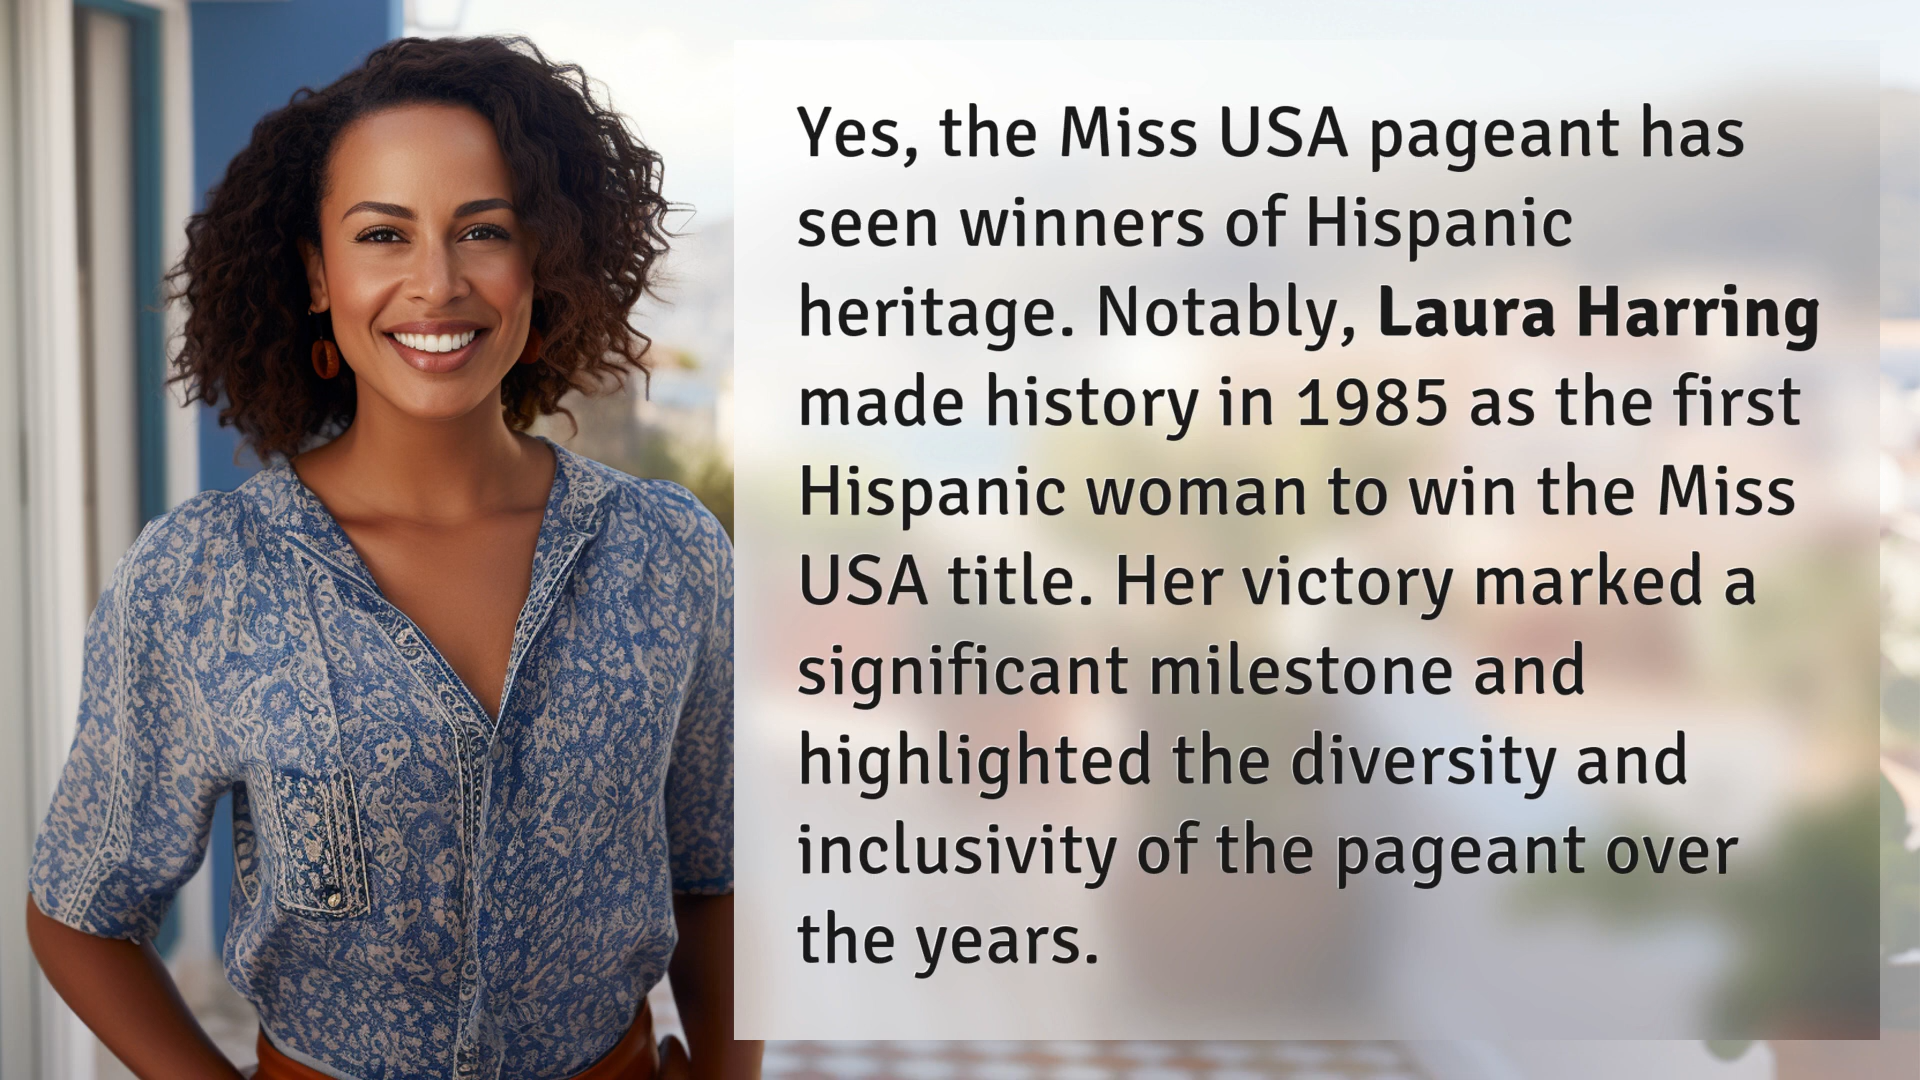 Yes, the Miss USA pageant has
seen winners of Hispanic
heritage. Notably, Laura Harring
made history in 1985 as the first
Hispanic woman to win the Miss
USA title. Her victory marked a
significant milestone and
highlighted the diversity and
inclusivity of the pageant over
the years.